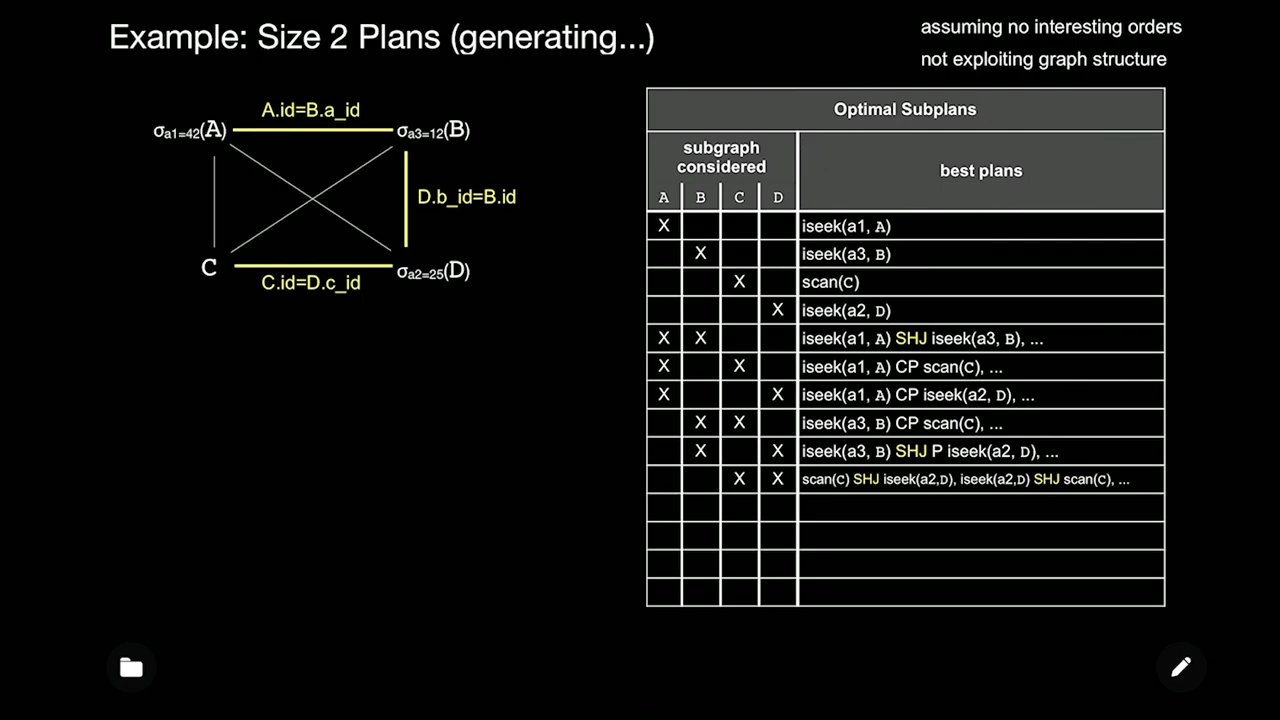 Example: Size 2 Plans (generating...)
assuming no interesting orders
not exploiting graph structure
A.id=B.a_id
σa1=42(A)
σa3=12(B)
D.b_id=B.id
C
σa2=25(D)
C.id=D.c_id
Optimal Subplans
subgraph
considered
best plans
A B C D
X iseek(a1, A)
X iseek(a3, B)
X scan(C)
X iseek(a2, D)
X X iseek(a1, A) SHJ iseek(a3, B), ...
X X iseek(a1, A) CP scan(C), ...
X X iseek(a1, A) CP iseek(a2, D), ...
X X iseek(a3, B) CP scan(C), ...
X X iseek(a3, B) SHJ P iseek(a2, D), ...
X X scan(C) SHJ iseek(a2,D), iseek(a2,D) SHJ scan(C), ...